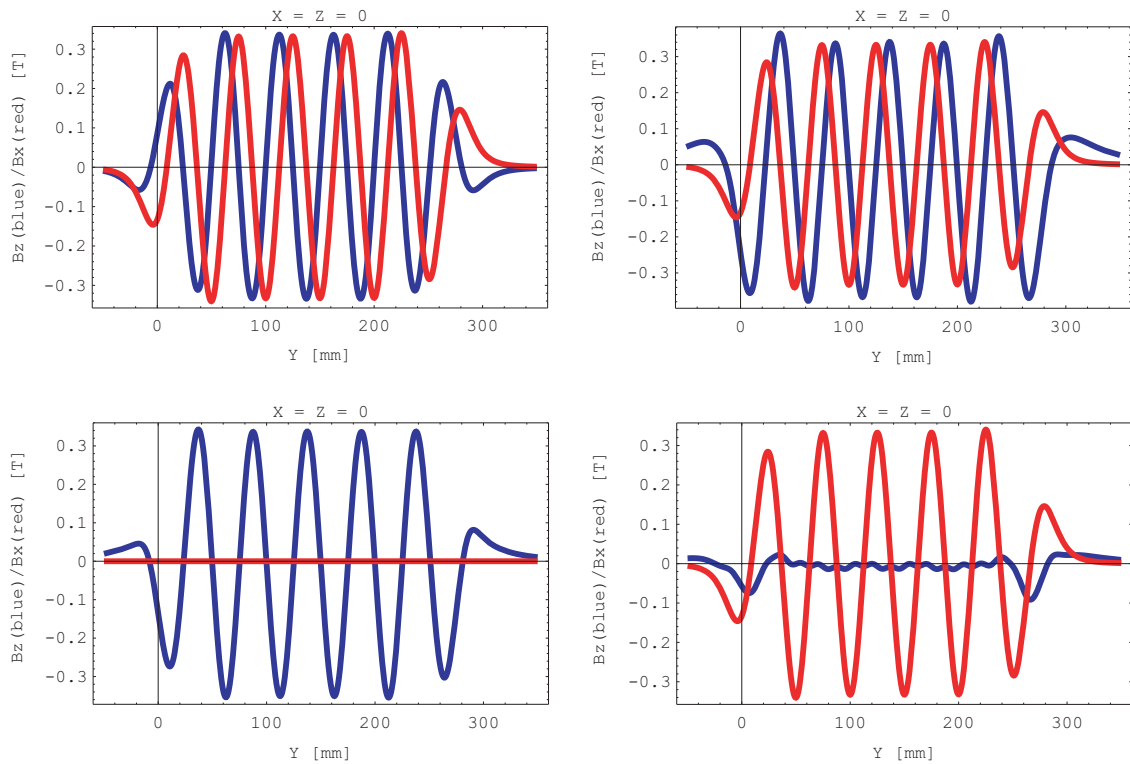 X = Z = 0
Bz(blue)/Bx(red) [T]
0.3
0.2
0.1
0
-0.1
-0.2
-0.3
0 100 200 300
Y [mm]
X = Z = 0
Bz(blue)/Bx(red) [T]
0.3
0.2
0.1
0
-0.1
-0.2
-0.3
0 100 200 300
Y [mm]
X = Z = 0
Bz(blue)/Bx(red) [T]
0.3
0.2
0.1
0
-0.1
-0.2
-0.3
0 100 200 300
Y [mm]
X = Z = 0
Bz(blue)/Bx(red) [T]
0.3
0.2
0.1
0
-0.1
-0.2
-0.3
0 100 200 300
Y [mm]